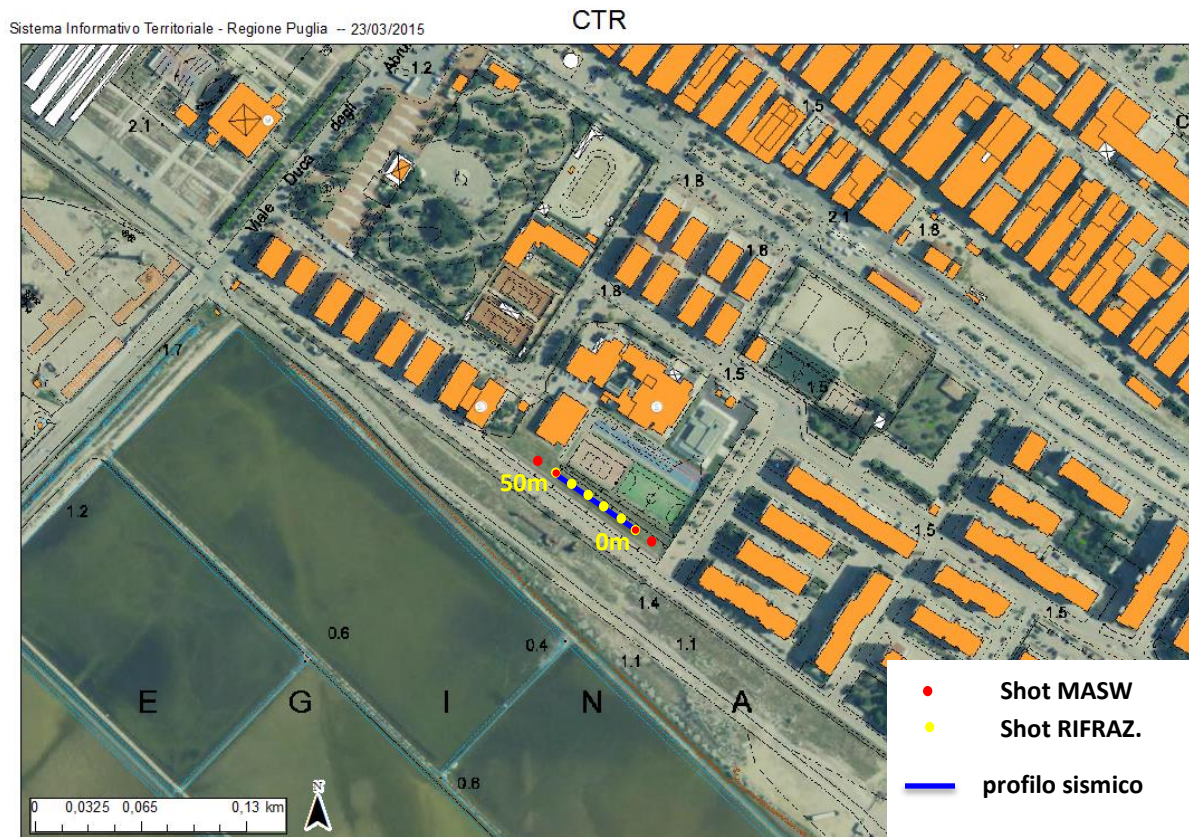 CTR
Sistema Informativo Territoriale - Regione Puglia -- 23/03/2015
1.2
Viale Duca degli Abru
2.1
1.5
C
1.8
2.1
1.8
1.8
1.8
1.7
1.5
1.5
50m
0m
1.2
1.5
1.4
1.5
0.6
0.4
1.1
1.1
E G I N A
0.6
Shot MASW
Shot RIFRAZ.
profilo sismico
0 0,0325 0,065 0,13 km
N